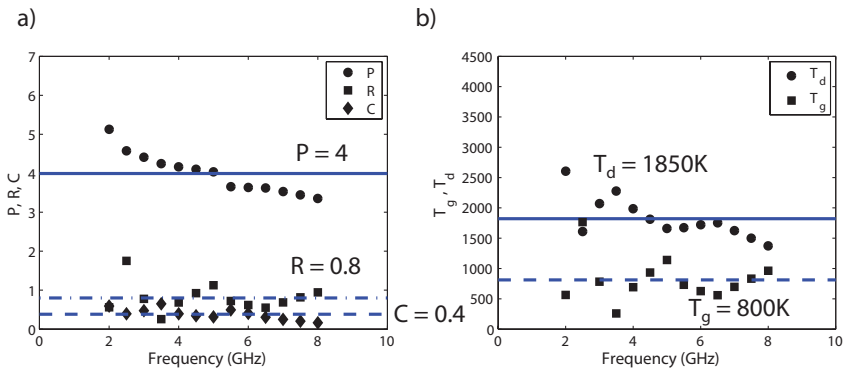 a)
7
6
5
4
3
2
1
0
P, R, C
P
R
C
P = 4
R = 0.8
C = 0.4
0 2 4 6 8 10
Frequency (GHz)
b)
4500
4000
3500
3000
2500
2000
1500
1000
500
0
T_g, T_d
T_d
T_g
T_d = 1850K
T_g = 800K
0 2 4 6 8 10
Frequency (GHz)